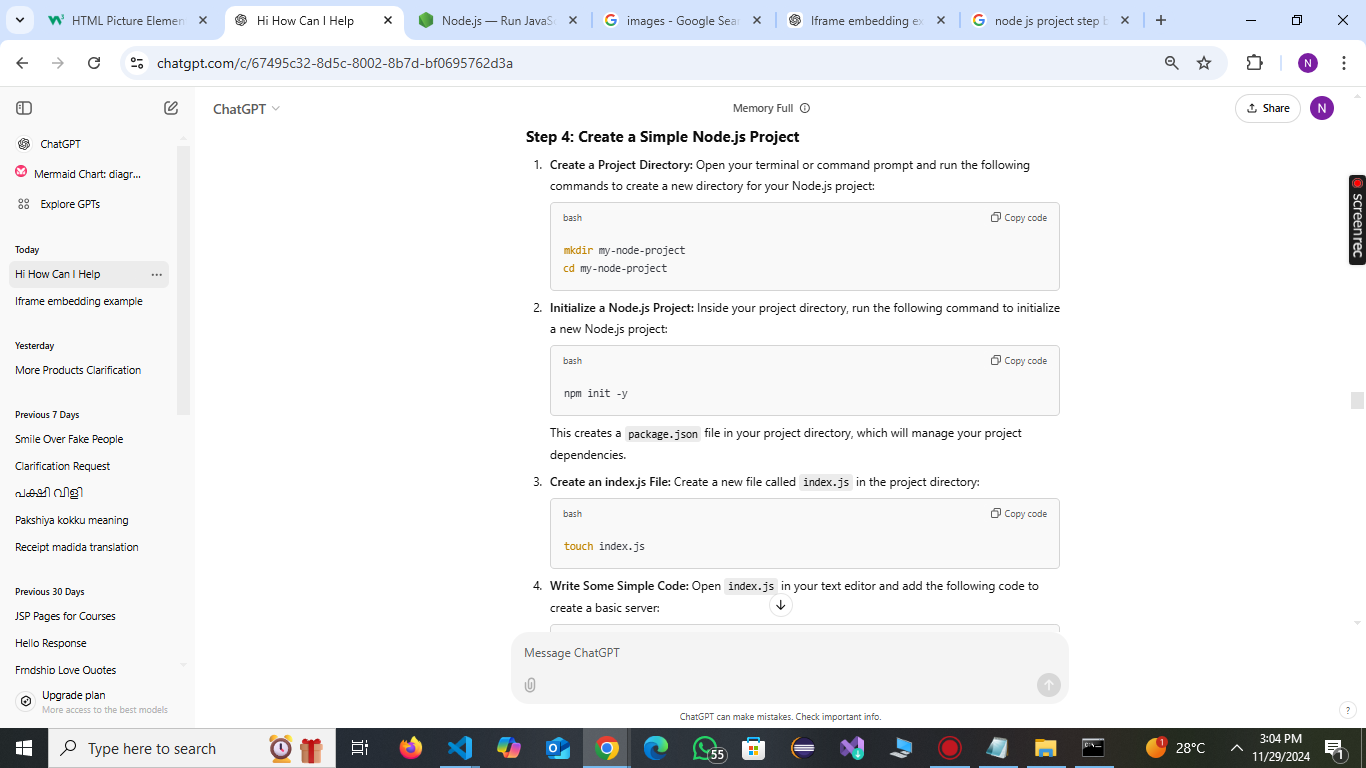 HTML Picture Elemen
Hi How Can I Help
Node.js — Run JavaSc
images - Google Sear
Iframe embedding ex
node js project step b
chatgpt.com/c/67495c32-8d5c-8002-8b7d-bf0695762d3a
N
ChatGPT
Mermaid Chart: diagr...
Explore GPTs
Today
Hi How Can I Help
Iframe embedding example
Yesterday
More Products Clarification
Previous 7 Days
Smile Over Fake People
Clarification Request
പക്ഷി വിളി
Pakshiya kokku meaning
Receipt madida translation
Previous 30 Days
JSP Pages for Courses
Hello Response
Frndship Love Quotes
Upgrade plan
More access to the best models
ChatGPT
Memory Full
Share
N
Step 4: Create a Simple Node.js Project
1. Create a Project Directory: Open your terminal or command prompt and run the following
commands to create a new directory for your Node.js project:
bash
Copy code
mkdir my-node-project
cd my-node-project
2. Initialize a Node.js Project: Inside your project directory, run the following command to initialize
a new Node.js project:
bash
Copy code
npm init -y
This creates a package.json file in your project directory, which will manage your project
dependencies.
3. Create an index.js File: Create a new file called index.js in the project directory:
bash
Copy code
touch index.js
4. Write Some Simple Code: Open index.js in your text editor and add the following code to
create a basic server:
Message ChatGPT
ChatGPT can make mistakes. Check important info.
?
screenrec
Type here to search
55
1
28°C
3:04 PM
11/29/2024
1